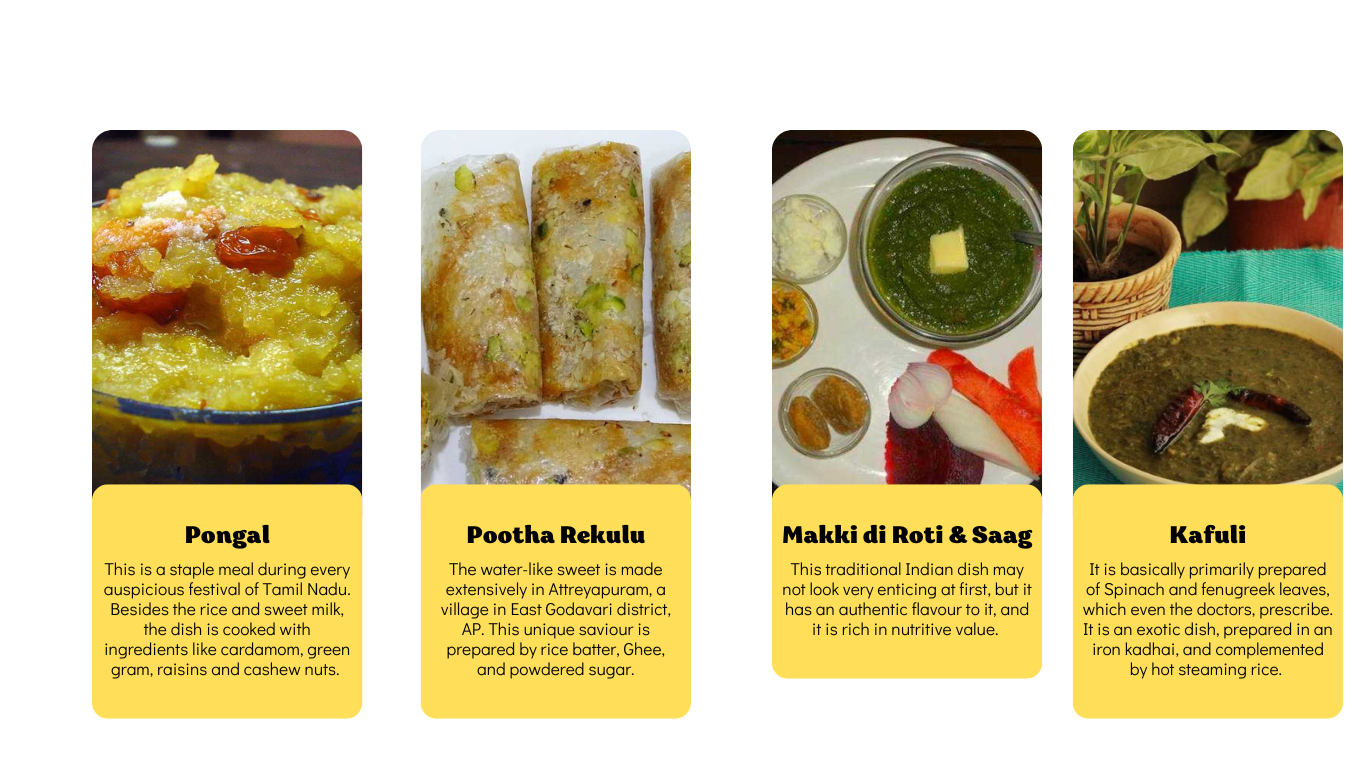 Pongal
This is a staple meal during every
auspicious festival of Tamil Nadu.
Besides the rice and sweet milk,
the dish is cooked with
ingredients like cardamom, green
gram, raisins and cashew nuts.
Pootha Rekulu
The water-like sweet is made
extensively in Attreyapuram, a
village in East Godavari district,
AP. This unique saviour is
prepared by rice batter, Ghee,
and powdered sugar.
Makki di Roti & Saag
This traditional Indian dish may
not look very enticing at first, but it
has an authentic flavour to it, and
it is rich in nutritive value.
Kafuli
It is basically primarily prepared
of Spinach and fenugreek leaves,
which even the doctors, prescribe.
It is an exotic dish, prepared in an
iron kadhai, and complemented
by hot steaming rice.